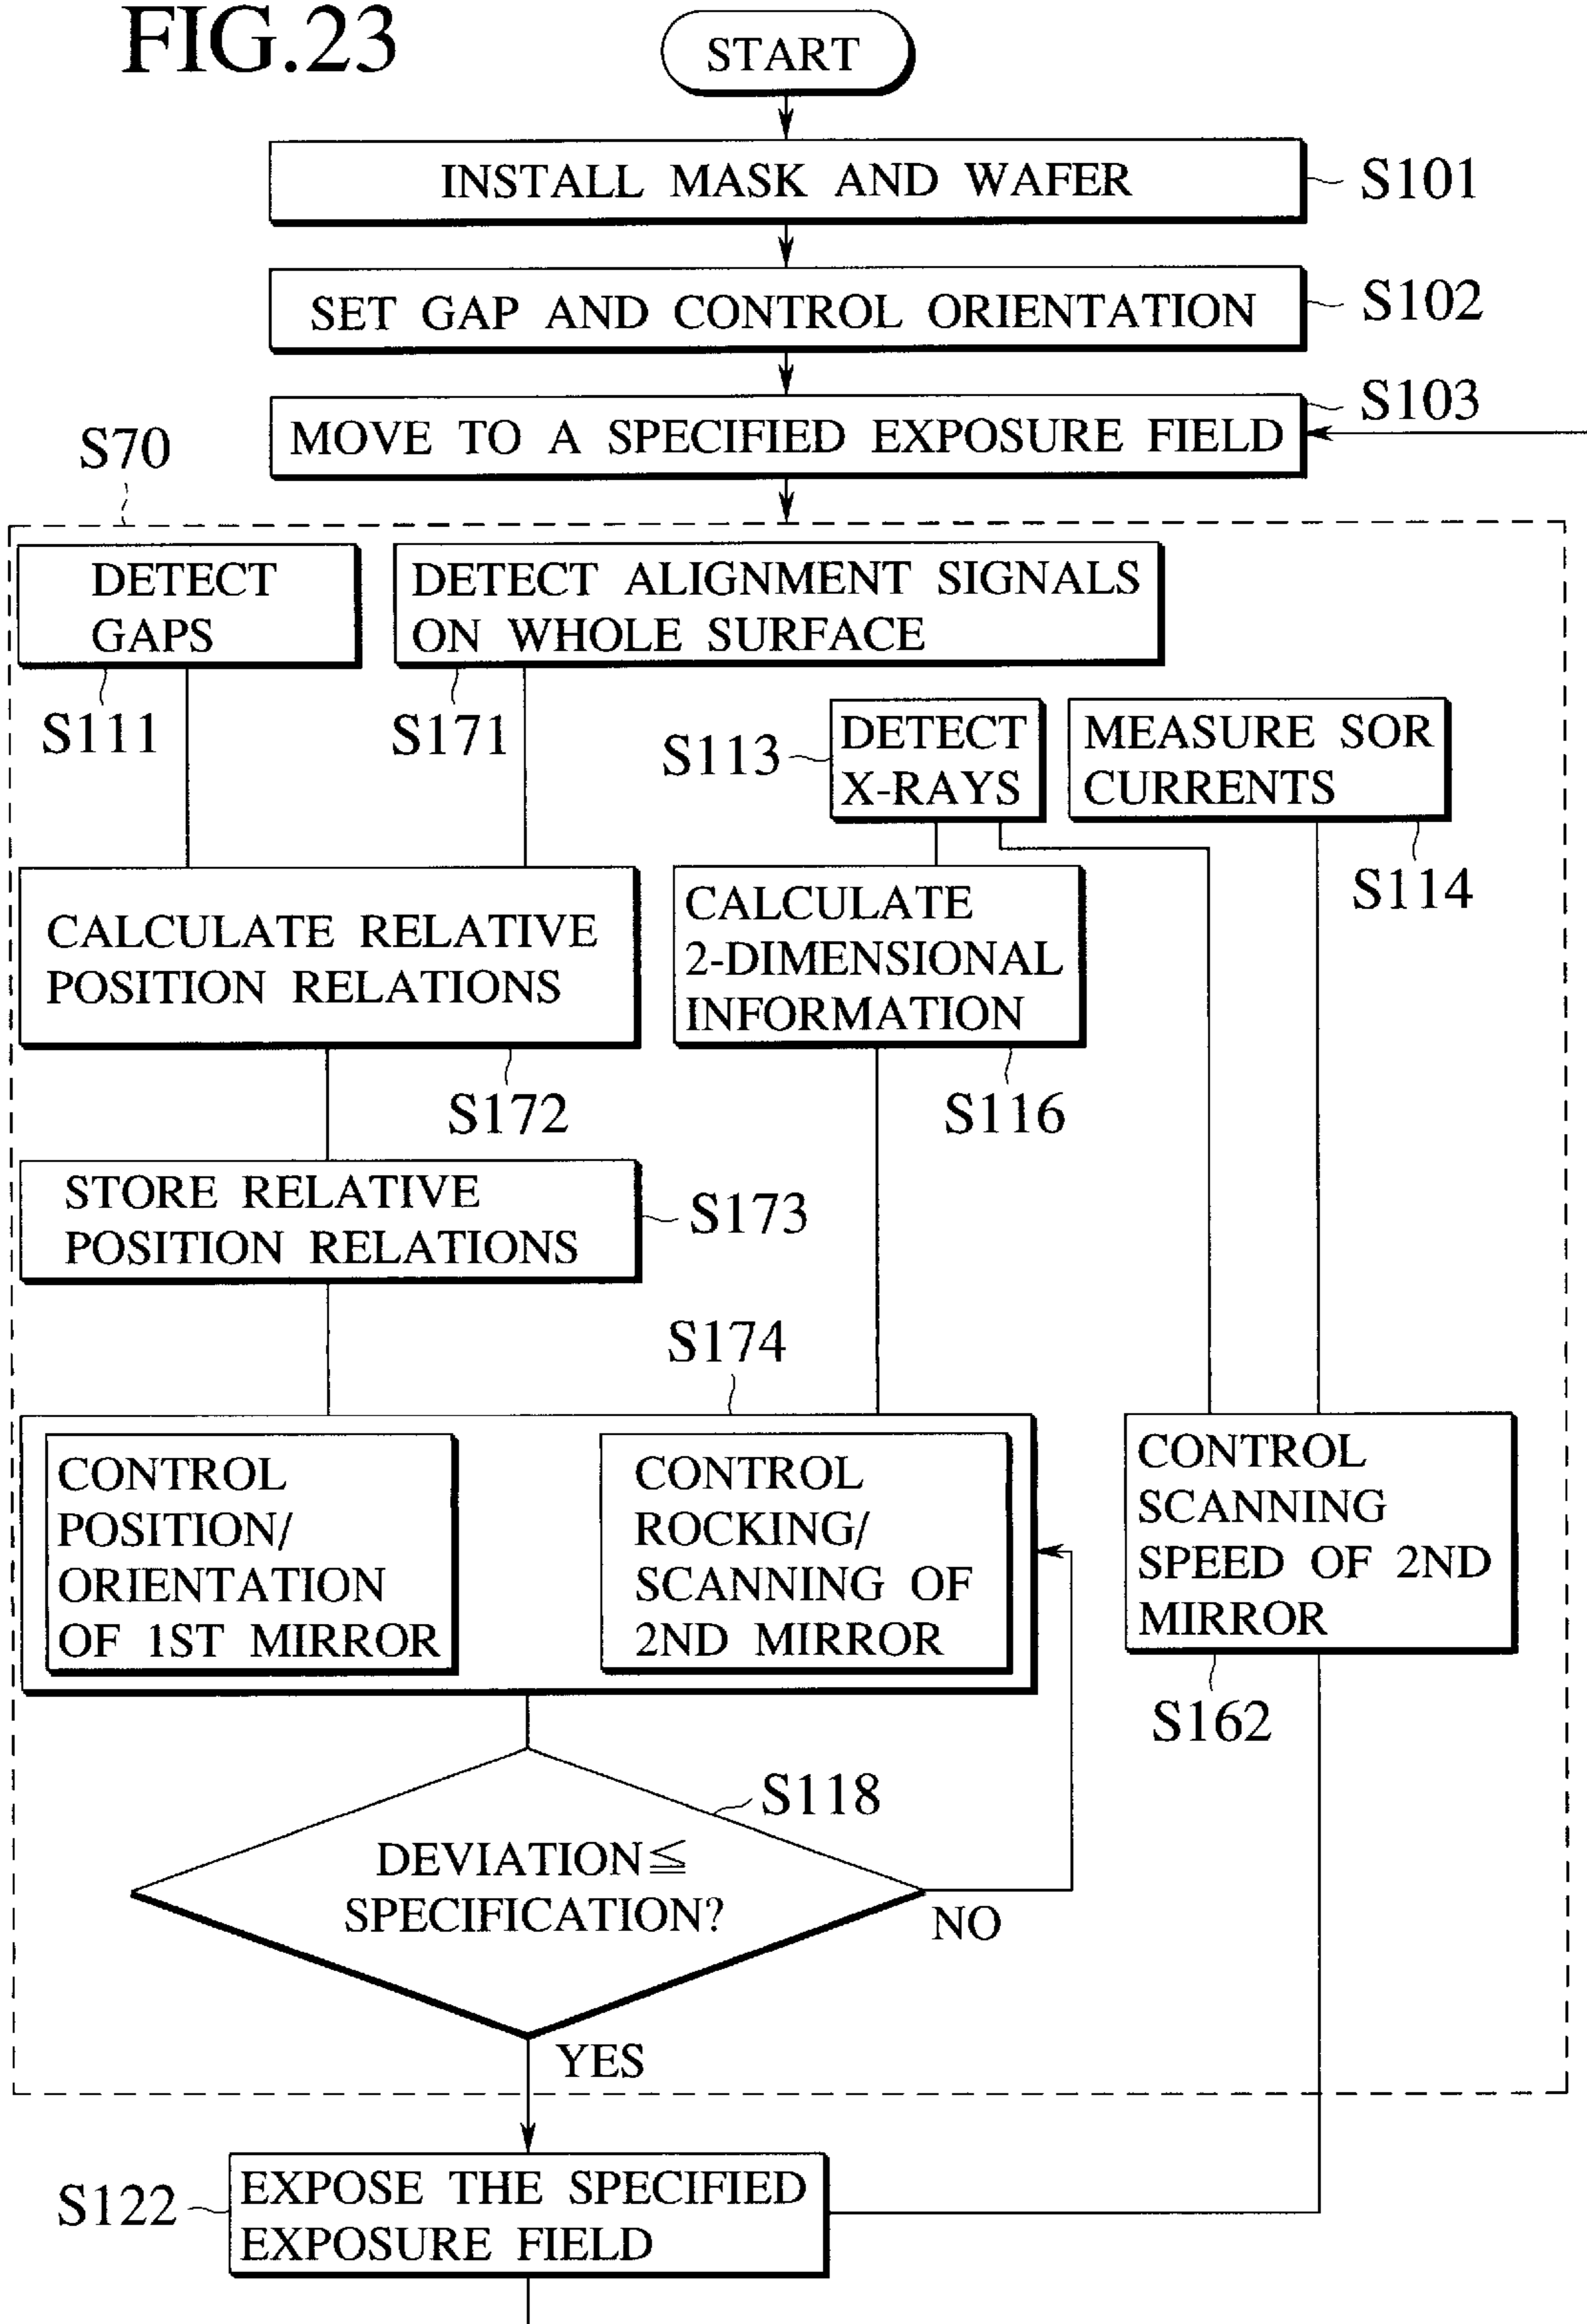 FIG.23
START
INSTALL MASK AND WAFER
S101
SET GAP AND CONTROL ORIENTATION
S102
S103
MOVE TO A SPECIFIED EXPOSURE FIELD
S70
DETECT
GAPS
S111
DETECT ALIGNMENT SIGNALS
ON WHOLE SURFACE
S171
S113
DETECT
X-RAYS
MEASURE SOR
CURRENTS
S114
CALCULATE RELATIVE
POSITION RELATIONS
S172
CALCULATE
2-DIMENSIONAL
INFORMATION
S116
STORE RELATIVE
POSITION RELATIONS
S173
S174
CONTROL
POSITION/
ORIENTATION
OF 1ST MIRROR
CONTROL
ROCKING/
SCANNING OF
2ND MIRROR
CONTROL
SCANNING
SPEED OF 2ND
MIRROR
S162
S118
DEVIATION≦
SPECIFICATION?
NO
YES
S122
EXPOSE THE SPECIFIED
EXPOSURE FIELD